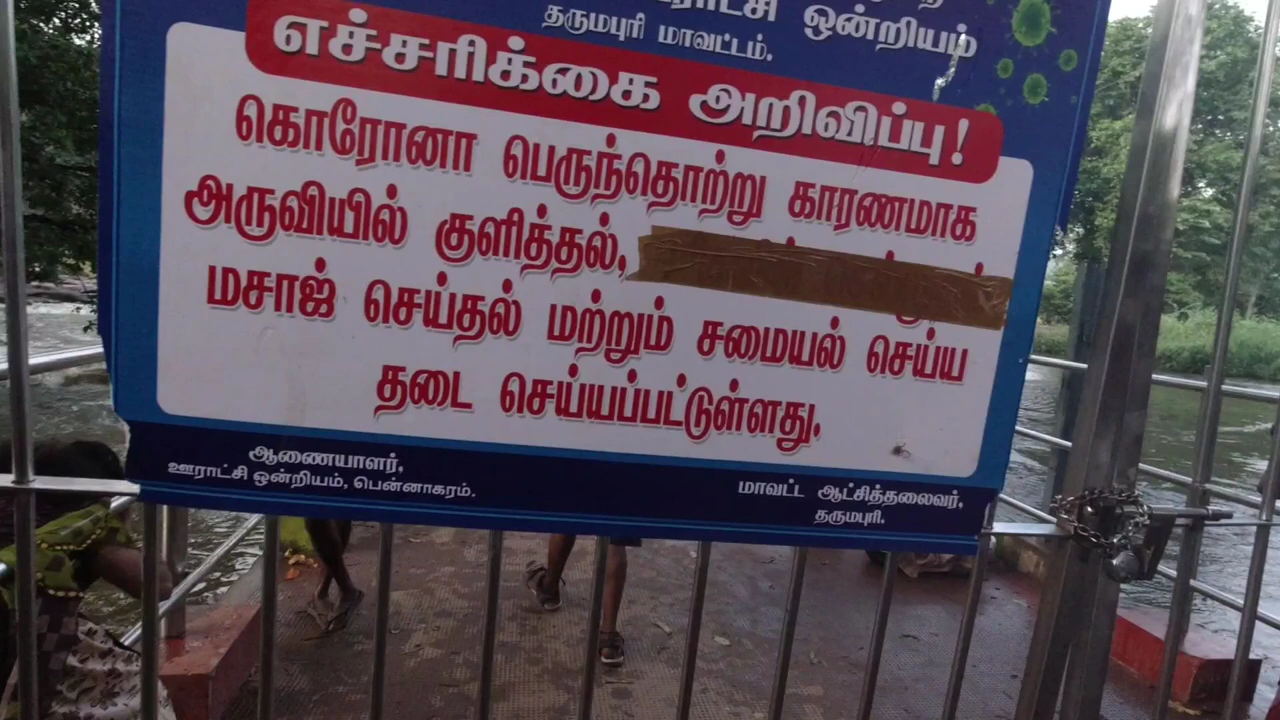 ஒன்றியம்
தருமபுரி மாவட்டம்.
எச்சரிக்கை அறிவிப்பு!
கொரோனா பெருந்தொற்று காரணமாக
அருவியில் குளித்தல்,
மசாஜ் செய்தல் மற்றும் சமையல் செய்ய
தடை செய்யப்பட்டுள்ளது.
ஆணையாளர்,
ஊராட்சி ஒன்றியம், பென்னாகரம்.
மாவட்ட ஆட்சித்தலைவர்,
தருமபுரி.